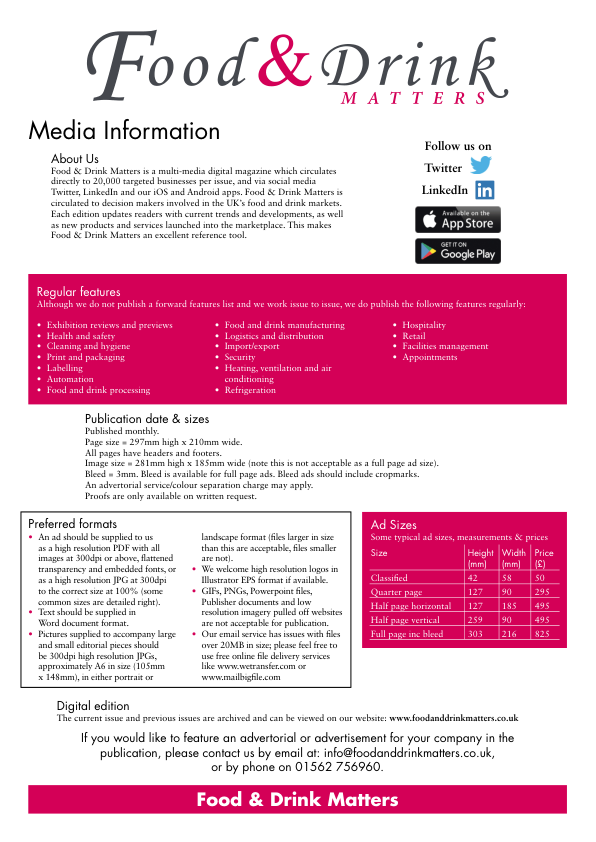 Food & Drink
MATTERS
Media Information
About Us
Food & Drink Matters is a multi-media digital magazine which circulates
directly to 20,000 targeted businesses per issue, and via social media
Twitter, LinkedIn and our iOS and Android apps. Food & Drink Matters is
circulated to decision makers involved in the UK's food and drink markets.
Each edition updates readers with current trends and developments, as well
as new products and services launched into the marketplace. This makes
Food & Drink Matters an excellent reference tool.
Follow us on
Twitter
LinkedIn in
Available on the
App Store
GET IT ON
Google Play
Regular features
Although we do not publish a forward features list and we work issue to issue, we do publish the following features regularly:
• Exhibition reviews and previews
• Health and safety
• Cleaning and hygiene
• Print and packaging
• Labelling
• Automation
• Food and drink processing
• Food and drink manufacturing
• Logistics and distribution
• Import/export
• Security
• Heating, ventilation and air
conditioning
• Refrigeration
• Hospitality
• Retail
• Facilities management
• Appointments
Publication date & sizes
Published monthly.
Page size = 297mm high x 210mm wide.
All pages have headers and footers.
Image size = 281mm high x 185mm wide (note this is not acceptable as a full page ad size).
Bleed = 3mm. Bleed is available for full page ads. Bleed ads should include cropmarks.
An advertorial service/colour separation charge may apply.
Proofs are only available on written request.
Preferred formats
• An ad should be supplied to us
as a high resolution PDF with all
images at 300dpi or above, flattened
transparency and embedded fonts, or
as a high resolution JPG at 300dpi
to the correct size at 100% (some
common sizes are detailed right).
• Text should be supplied in
Word document format.
• Pictures supplied to accompany large
and small editorial pieces should
be 300dpi high resolution JPGs,
approximately A6 in size (105mm
x 148mm), in either portrait or
landscape format (files larger in size
than this are acceptable, files smaller
are not).
• We welcome high resolution logos in
Illustrator EPS format if available.
• GIFs, PNGs, Powerpoint files,
Publisher documents and low
resolution imagery pulled off websites
are not acceptable for publication.
• Our email service has issues with files
over 20MB in size; please feel free to
use free online file delivery services
like www.wetransfer.com or
www.mailbigfile.com
Ad Sizes
Some typical ad sizes, measurements & prices
Size Height Width Price
(mm) (mm) (£)
Classified 42 58 50
Quarter page 127 90 295
Half page horizontal 127 185 495
Half page vertical 259 90 495
Full page inc bleed 303 216 825
Digital edition
The current issue and previous issues are archived and can be viewed on our website: www.foodanddrinkmatters.co.uk
If you would like to feature an advertorial or advertisement for your company in the
publication, please contact us by email at: info@foodanddrinkmatters.co.uk,
or by phone on 01562 756960.
Food & Drink Matters